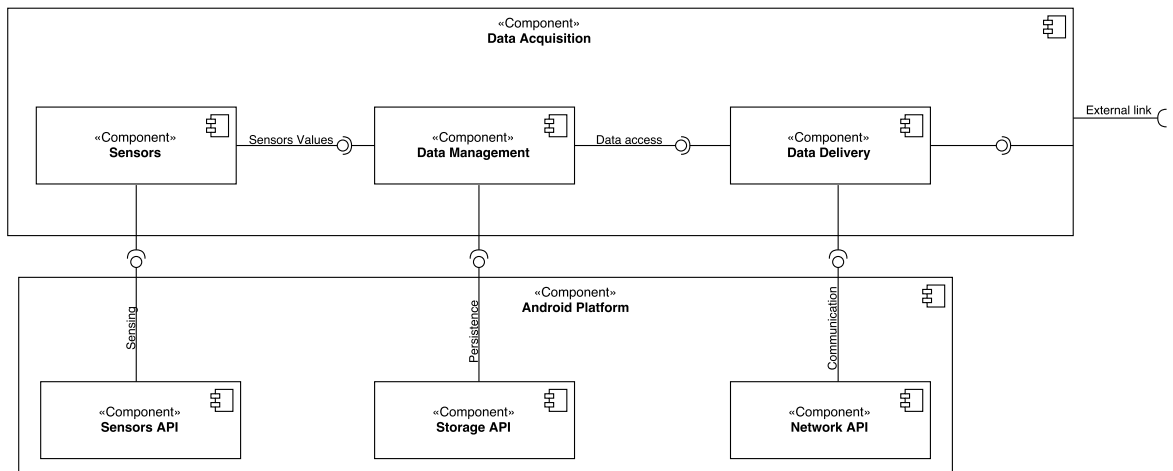 «Component»
Data Acquisition
External link
«Component»
Sensors
Sensors Values
«Component»
Data Management
Data access
«Component»
Data Delivery
«Component»
Android Platform
Sensing
Persistence
Communication
«Component»
Sensors API
«Component»
Storage API
«Component»
Network API